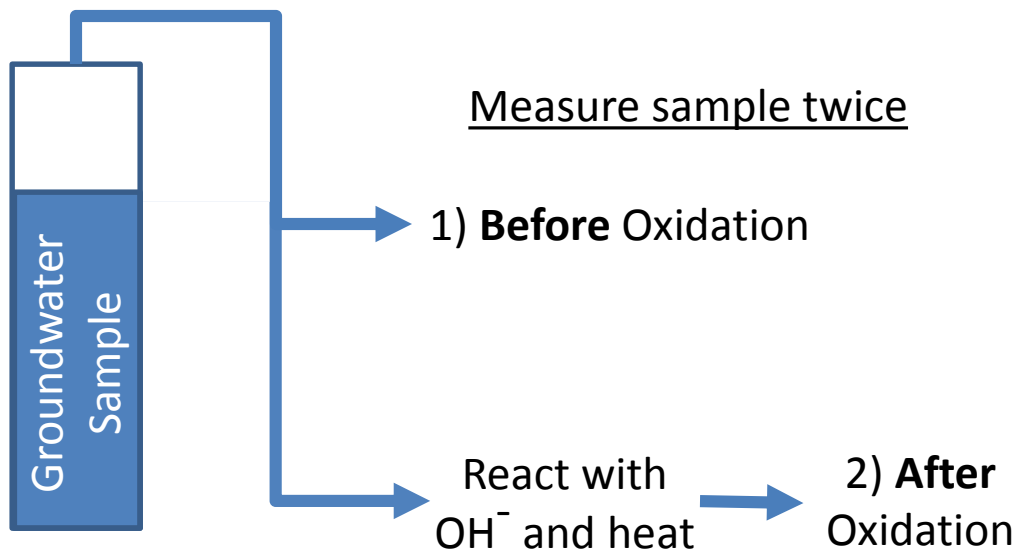 Groundwater
Sample
Measure sample twice
1) Before Oxidation
React with
OH⁻ and heat
2) After
Oxidation